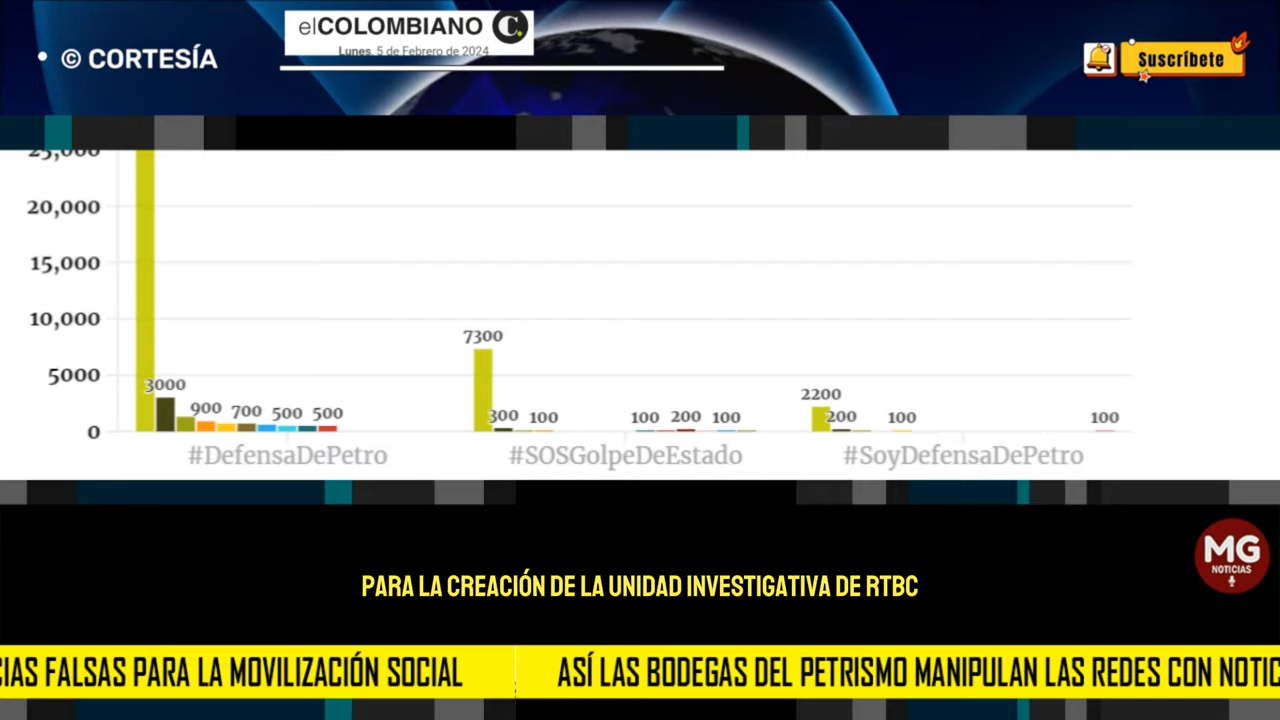 elCOLOMBIANO C.
Lunes, 5 de Febrero de 2024
• © CORTESÍA
Suscríbete
25,000
20,000
15,000
10,000
5000
0
3000
900
700
500
500
7300
300
100
100
200
100
2200
200
100
100
#DefensaDePetro
#SOSGolpeDeEstado
#SoyDefensaDePetro
MG
NOTICIAS
PARA LA CREACIÓN DE LA UNIDAD INVESTIGATIVA DE RTBC
CIAS FALSAS PARA LA MOVILIZACIÓN SOCIAL
ASÍ LAS BODEGAS DEL PETRISMO MANIPULAN LAS REDES CON NOTIC